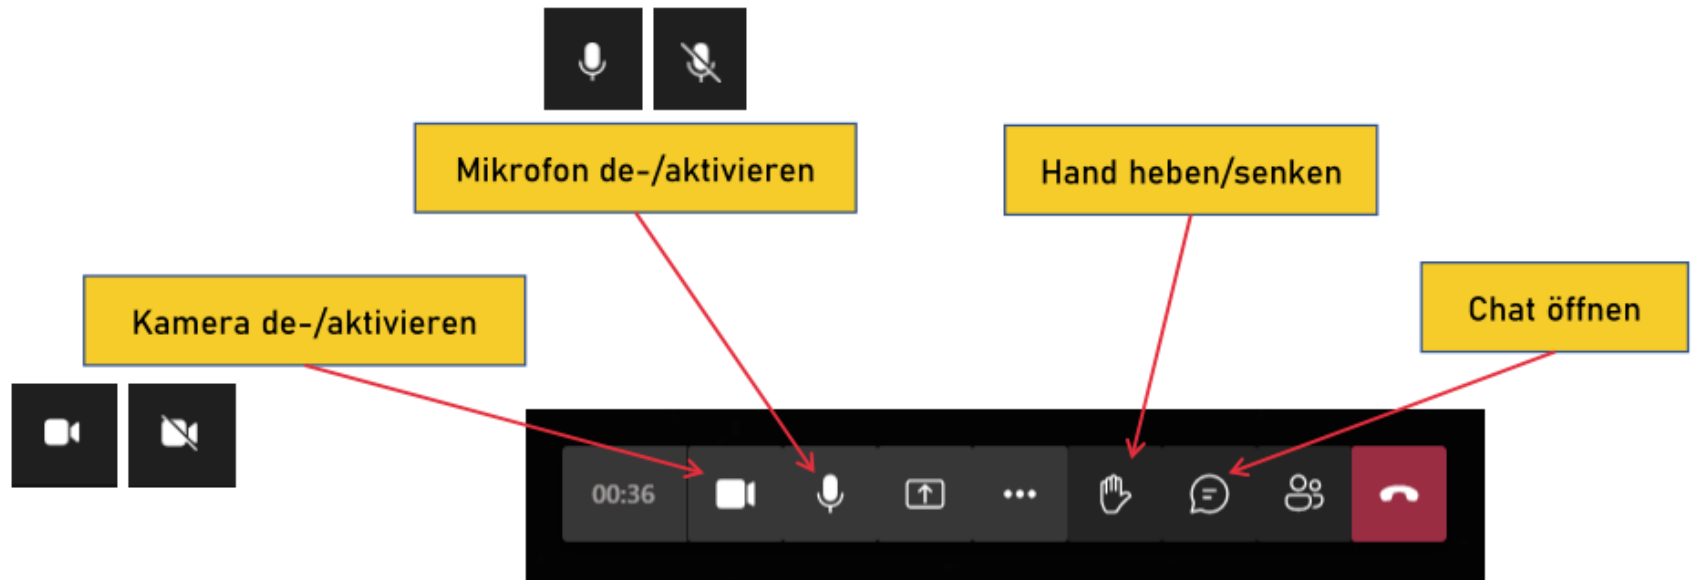 Mikrofon de-/aktivieren
Hand heben/senken
Kamera de-/aktivieren
Chat öffnen
00:36